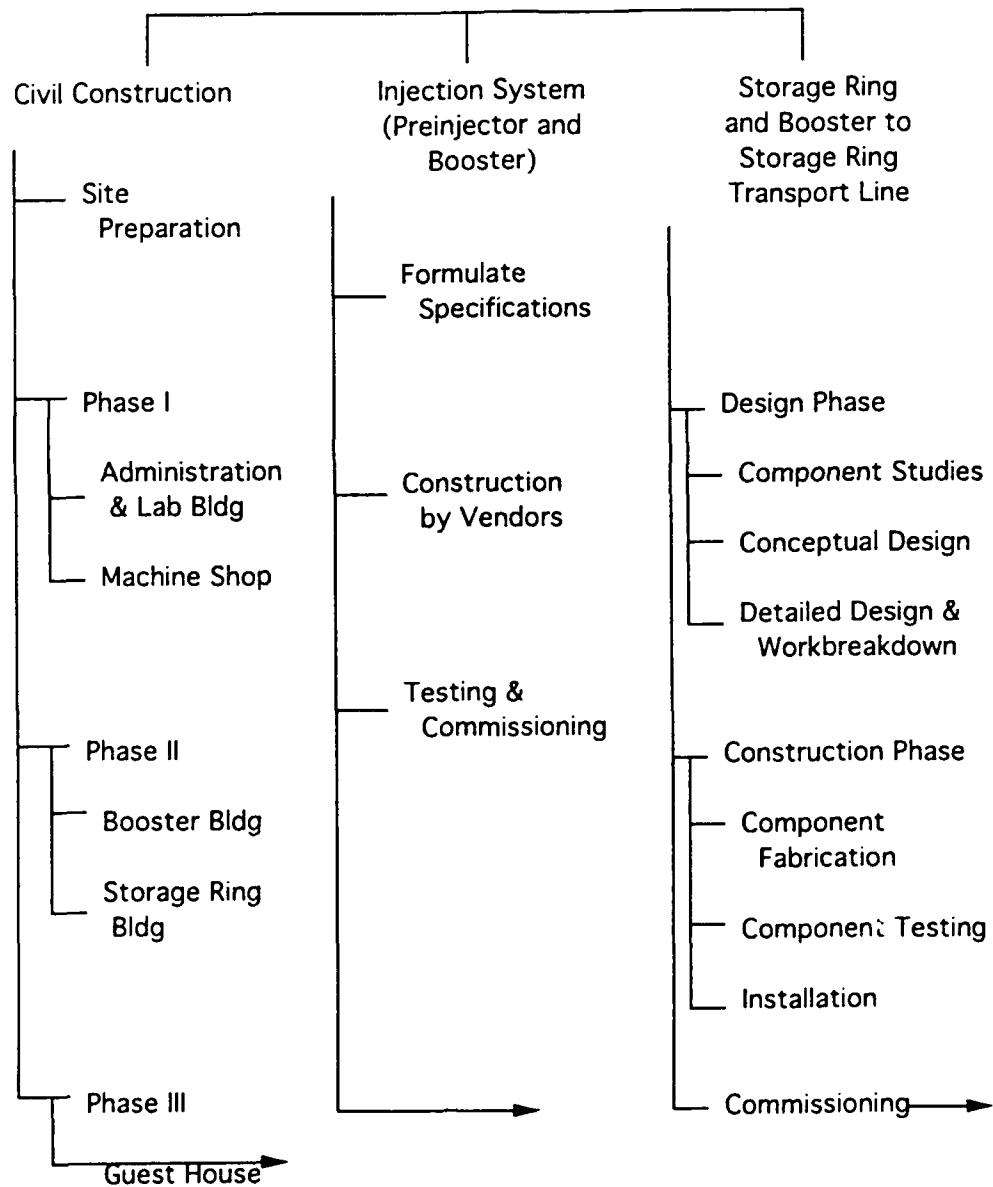 Civil Construction
Site
Preparation
Phase I
Administration
& Lab Bldg
Machine Shop
Phase II
Booster Bldg
Storage Ring
Bldg
Phase III
Guest House
Injection System
(Preinjector and
Booster)
Formulate
Specifications
Construction
by Vendors
Testing &
Commissioning
Storage Ring
and Booster to
Storage Ring
Transport Line
Design Phase
Component Studies
Conceptual Design
Detailed Design &
Workbreakdown
Construction Phase
Component
Fabrication
Component Testing
Installation
Commissioning